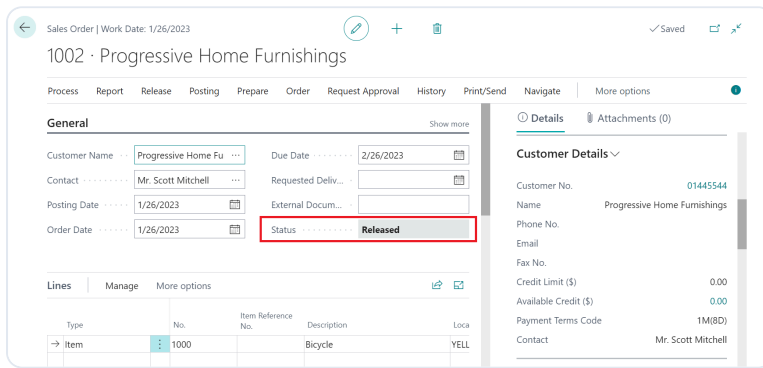 Sales Order | Work Date: 1/26/2023
Saved
1002 · Progressive Home Furnishings
Process Report Release Posting Prepare Order Request Approval History Print/Send Navigate More options
General
Show more
Customer Name Progressive Home Fu ...
Due Date 2/26/2023
Contact Mr. Scott Mitchell ...
Requested Deliv...
Posting Date 1/26/2023
External Docum...
Order Date 1/26/2023
Status Released
Lines Manage More options
Type No. Item Reference No. Description Loca
Item 1000 Bicycle YELL
Details Attachments (0)
Customer Details
Customer No. 01445544
Name Progressive Home Furnishings
Phone No.
Email
Fax No.
Credit Limit ($) 0.00
Available Credit ($) 0.00
Payment Terms Code 1M(8D)
Contact Mr. Scott Mitchell